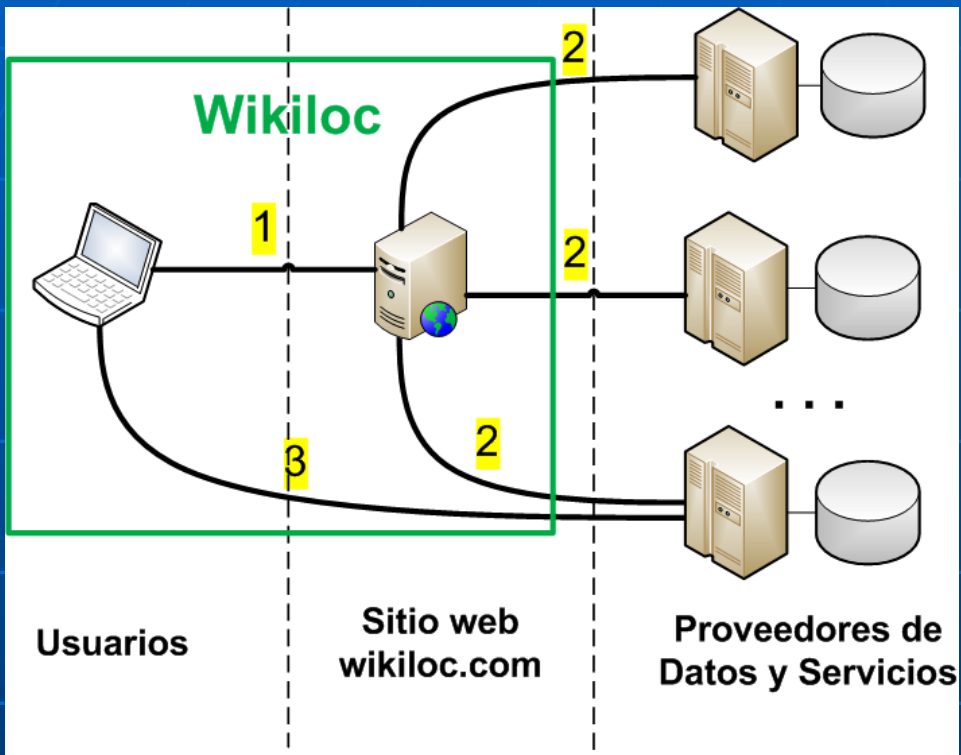 2
Wikiloc
1
2
. . .
3
2
Usuarios
Sitio web
wikiloc.com
Proveedores de
Datos y Servicios